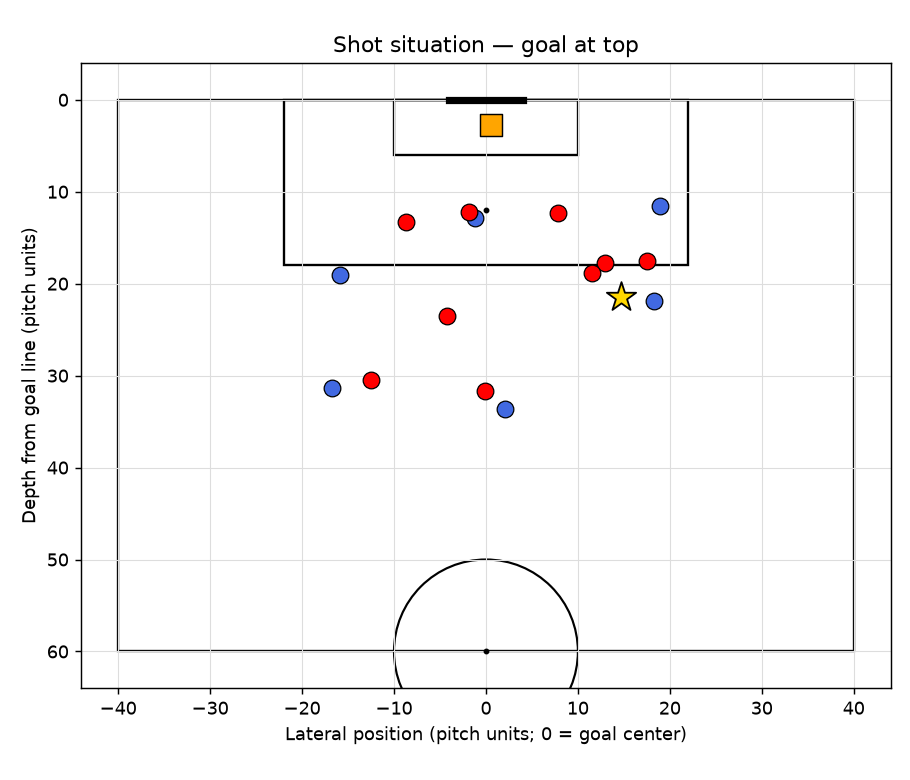 Shot situation — goal at top
0
10
20
30
40
50
60
Depth from goal line (pitch units)
−40 −30 −20 −10 0 10 20 30 40
Lateral position (pitch units; 0 = goal center)